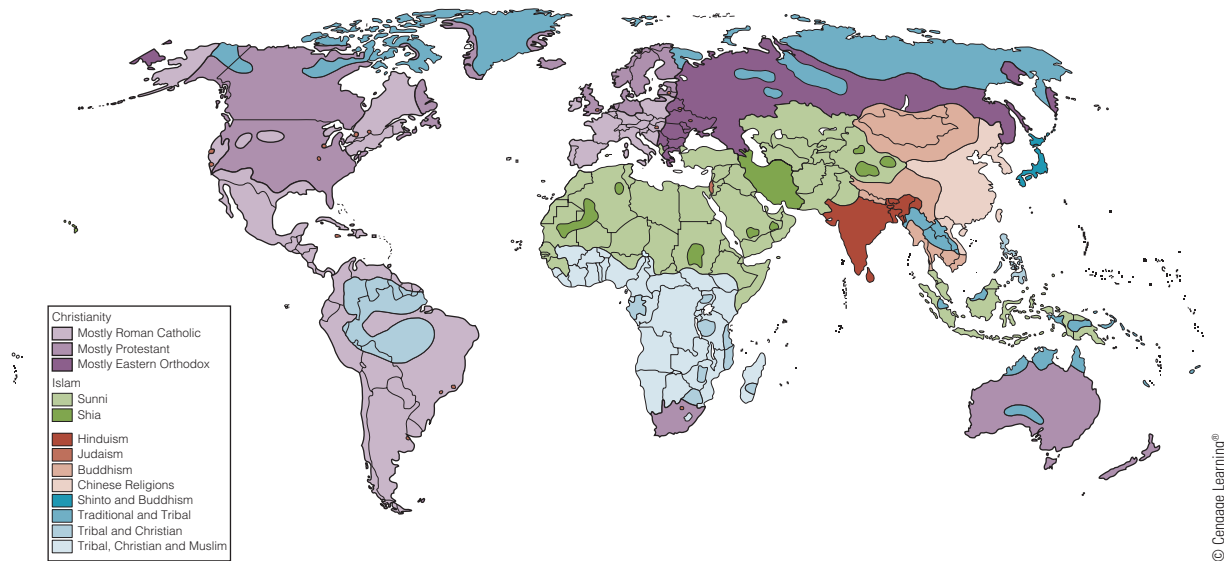 Christianity
Mostly Roman Catholic
Mostly Protestant
Mostly Eastern Orthodox
Islam
Sunni
Shia
Hinduism
Judaism
Buddhism
Chinese Religions
Shinto and Buddhism
Traditional and Tribal
Tribal and Christian
Tribal, Christian and Muslim
© Cengage Learning®